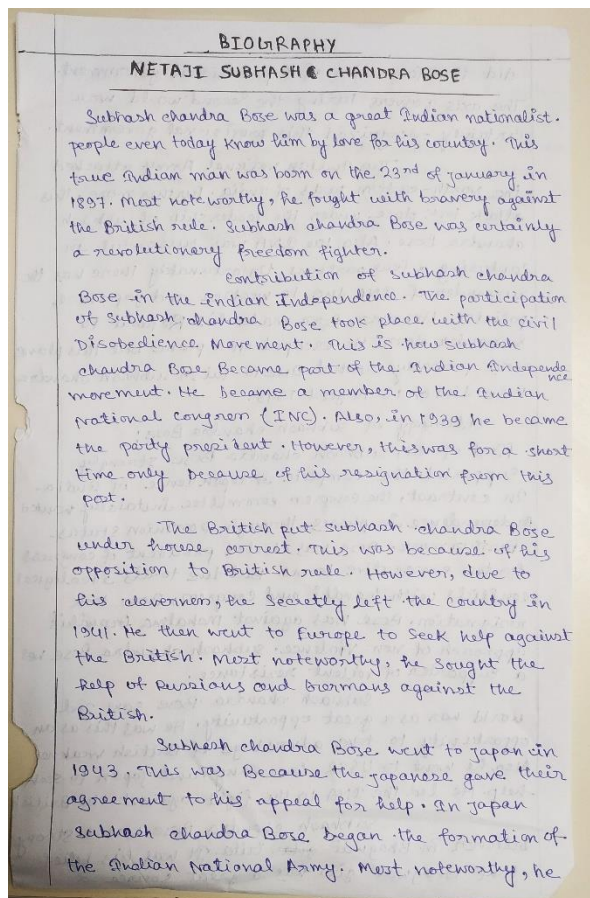 BIOGRAPHY
NETAJI SUBHASH CHANDRA BOSE
Subhash chandra Bose was a great Indian nationalist.
people even today know him by love for his country. This
true Indian man was born on the 23rd of january in
1897. Most noteworthy, he fought with bravery against
the British rule. Subhash chandra Bose was certainly
a revolutionery freedom fighter.
contribution of subhash chandra
Bose in the indian Independence. The participation
of Subhash chandra Bose took place with the civil
Disobedience Movement. This is how subhash
chandra Bose Became part of the Indian Independence
movement. He became a member of the Indian
National congress (INC). Also, in 1939 he became
the party president. However, this was for a short
time only because of his resignation from this
post.
The British put subhash chandra Bose
under house arrest. This was because of his
opposition to British rule. However, due to
his cleverness, he secretly left the country in
1941. He then went to Europe to seek help against
the British. Most noteworthy, he sought the
help of Russians and Germans against the
British.
Subhash chandra Bose went to japan in
1943. This was Because the japanese gave their
agreement to his appeal for help. In japan
Subhash chandra Bose began the formation of
the Indian National Army. Most noteworthy, he